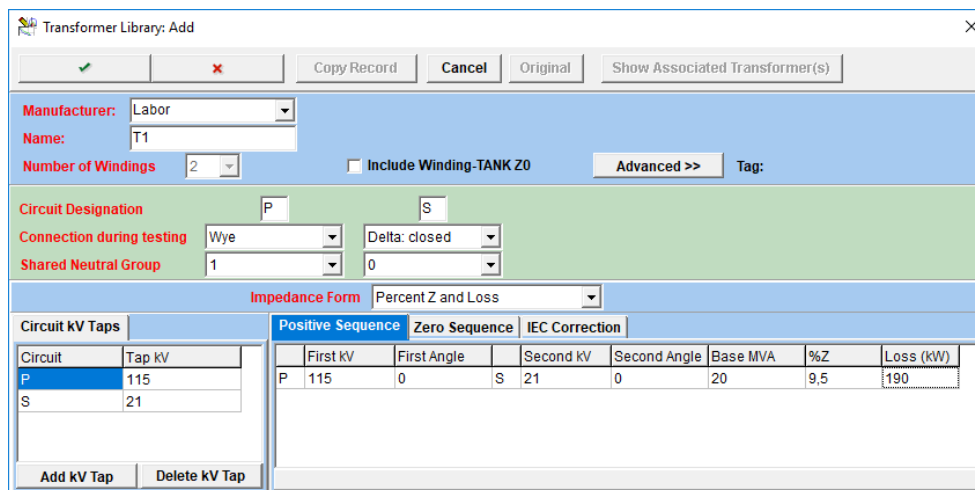 Transformer Library: Add
Copy Record Cancel Original Show Associated Transformer(s)
Manufacturer: Labor
Name: T1
Number of Windings 2 Include Winding-TANK Z0 Advanced >> Tag:
Circuit Designation P S
Connection during testing Wye Delta: closed
Shared Neutral Group 1 0
Impedance Form Percent Z and Loss
Circuit kV Taps
Circuit Tap kV
P 115
S 21
Add kV Tap Delete kV Tap
Positive Sequence Zero Sequence IEC Correction
First kV First Angle Second kV Second Angle Base MVA %Z Loss (kW)
P 115 0 S 21 0 20 9,5 190